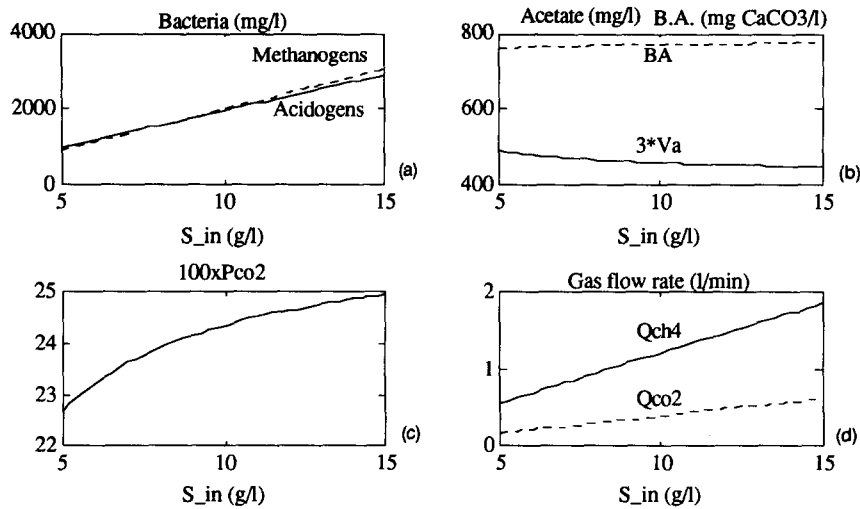 Bacteria (mg/l)
4000
2000
0
Methanogens
Acidogens
(a)
5
10
15
S_in (g/l)
Acetate (mg/l) B.A. (mg CaCO3/l)
800
600
400
BA
3*Va
(b)
5
10
15
S_in (g/l)
100xPco2
25
24
23
22
(c)
5
10
15
S_in (g/l)
Gas flow rate (l/min)
2
1
0
Qch4
Qco2
(d)
5
10
15
S_in (g/l)